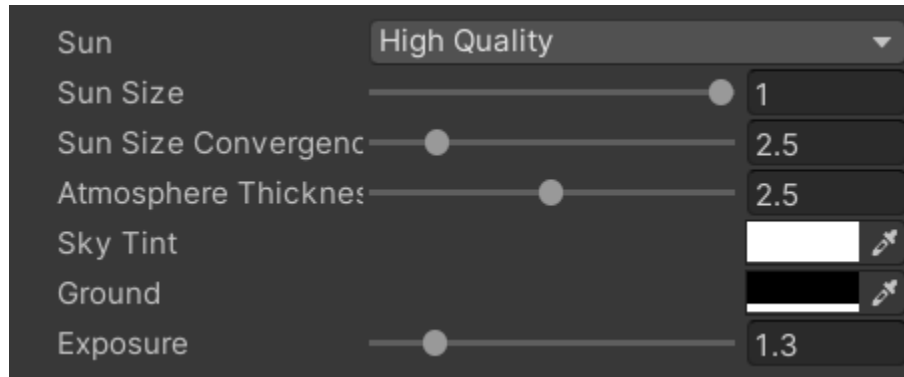 Sun High Quality
Sun Size 1
Sun Size Convergenc 2.5
Atmosphere Thicknes 2.5
Sky Tint
Ground
Exposure 1.3